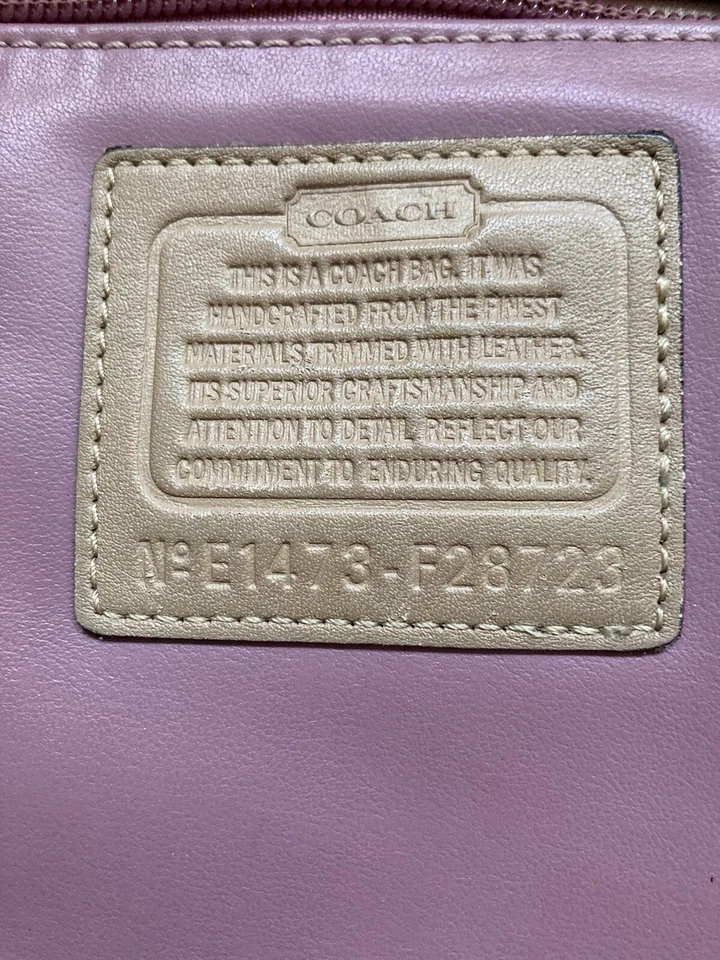 COACH
THIS IS A COACH BAG. IT WAS
HANDCRAFTED FROM THE FINEST
MATERIALS, TRIMMED WITH LEATHER.
ITS SUPERIOR CRAFTSMANSHIP AND
ATTENTION TO DETAIL REFLECT OUR
COMMITMENT TO ENDURING QUALITY.
Nº E1473-F28723